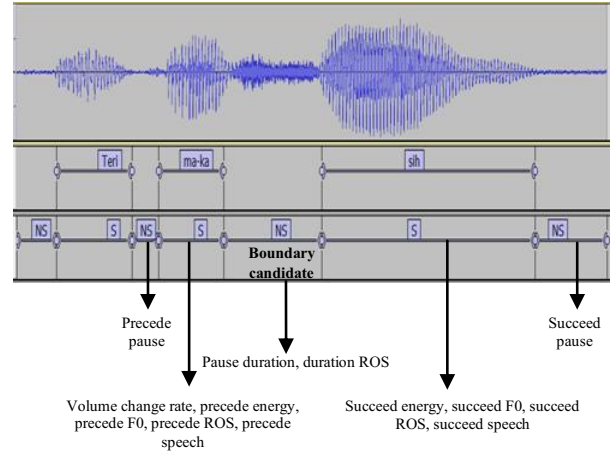 Teri ma-ka sih
NS S NS S NS S NS
Boundary
candidate
Precede
pause
Succeed
pause
Pause duration, duration ROS
Volume change rate, precede energy,
precede F0, precede ROS, precede
speech
Succeed energy, succeed F0, succeed
ROS, succeed speech